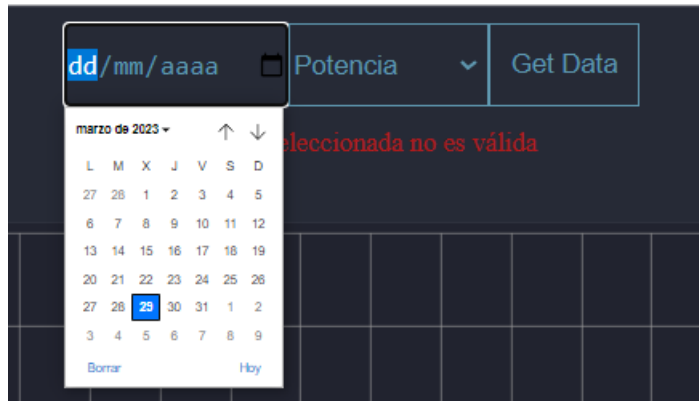 dd/mm/aaaa Potencia Get Data
eleccionada no es válida
marzo de 2023
L M X J V S D
27 28 1 2 3 4 5
6 7 8 9 10 11 12
13 14 15 16 17 18 19
20 21 22 23 24 25 26
27 28 29 30 31 1 2
3 4 5 6 7 8 9
Borrar Hoy